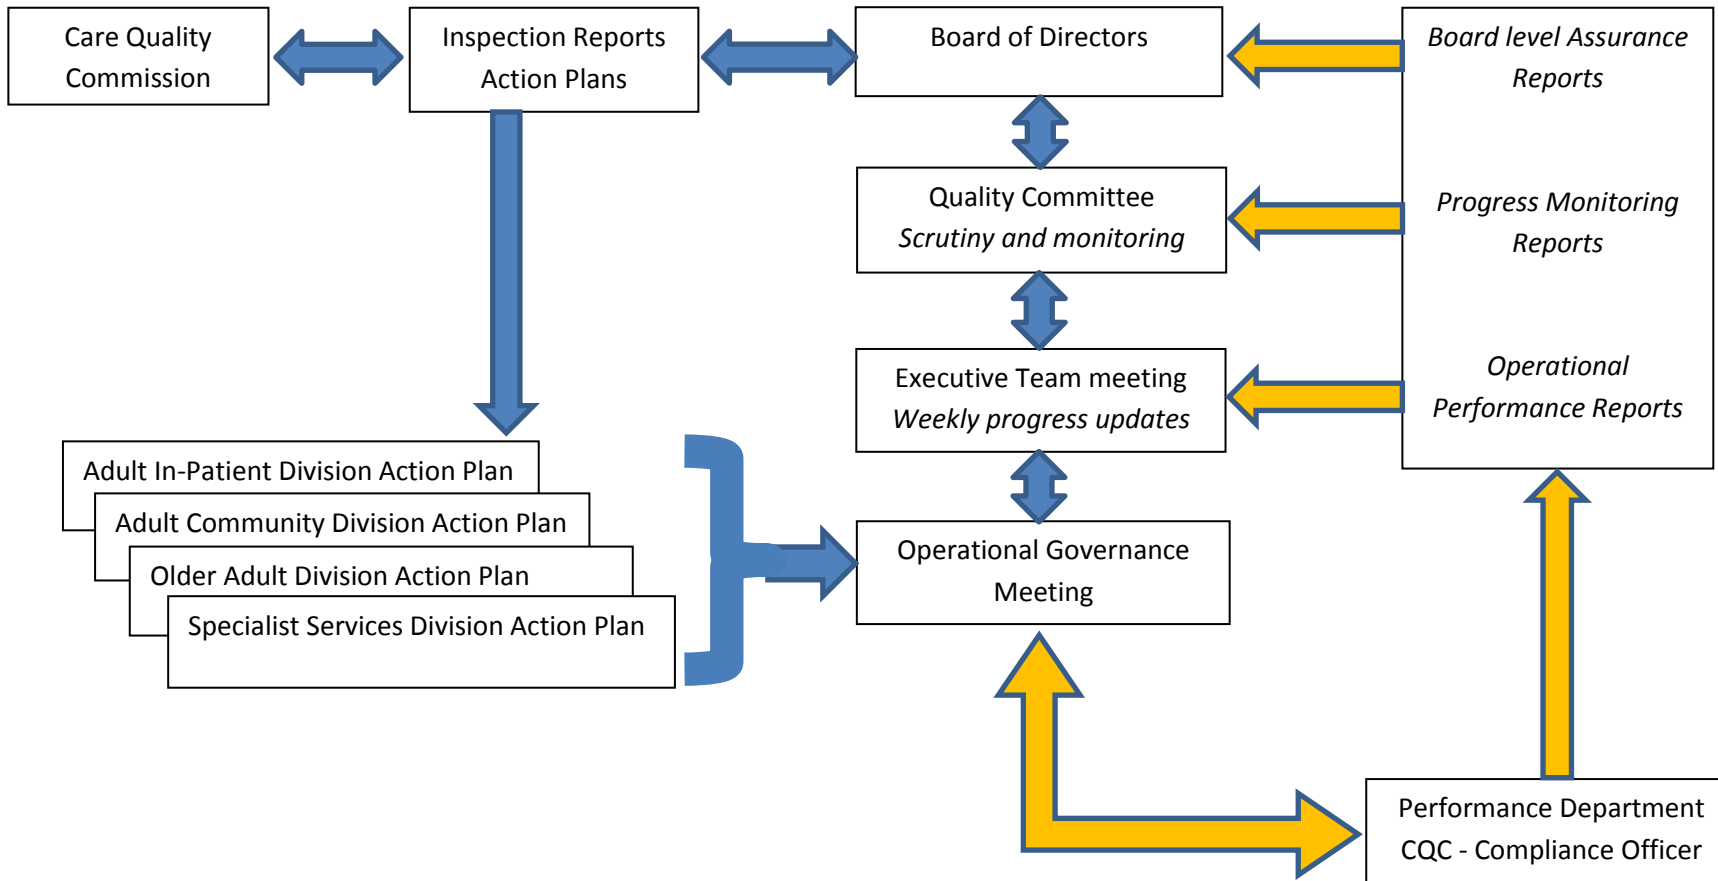 Care Quality
Commission
Inspection Reports
Action Plans
Board of Directors
Board level Assurance
Reports
Quality Committee
Scrutiny and monitoring
Progress Monitoring
Reports
Executive Team meeting
Weekly progress updates
Operational
Performance Reports
Adult In-Patient Division Action Plan
Adult Community Division Action Plan
Older Adult Division Action Plan
Specialist Services Division Action Plan
Operational Governance
Meeting
Performance Department
CQC - Compliance Officer